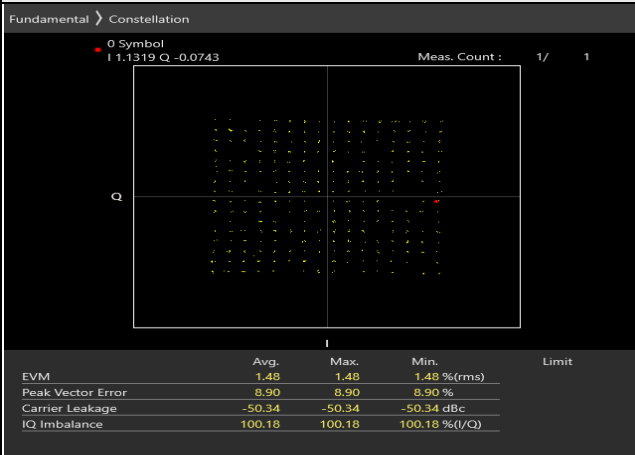 Fundamental 》 Constellation
0 Symbol
I 1.1319 Q -0.0743 Meas. Count : 1/ 1
Q
I
Avg. Max. Min. Limit
EVM 1.48 1.48 1.48 %(rms)
Peak Vector Error 8.90 8.90 8.90 %
Carrier Leakage -50.34 -50.34 -50.34 dBc
IQ Imbalance 100.18 100.18 100.18 %(I/Q)